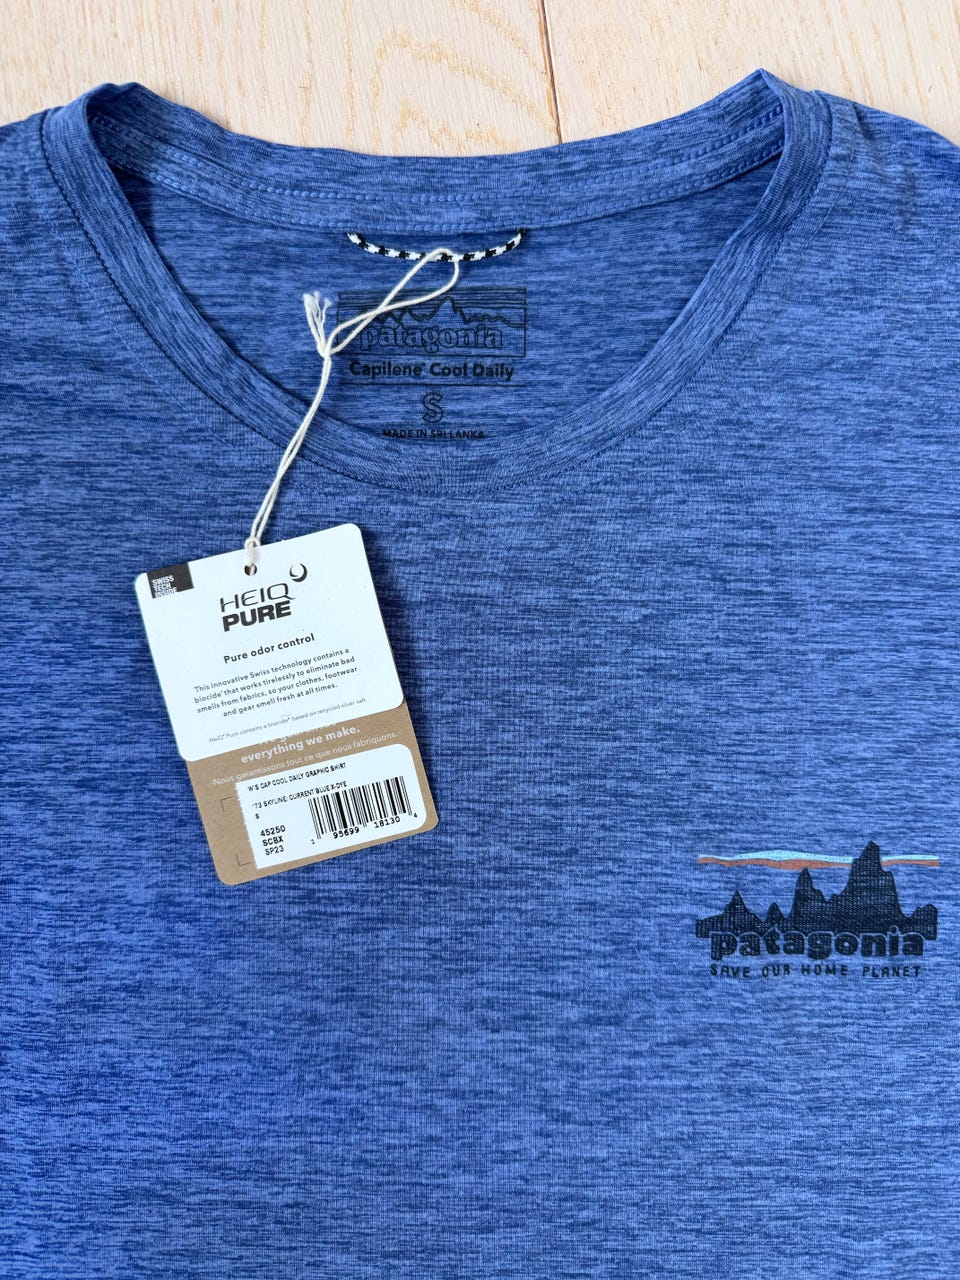 patagonia
Capilene® Cool Daily
S
MADE IN SRI LANKA
SWISS
TECH
INSIDE
HEIQ
PURE
Pure odor control
This innovative Swiss technology contains a
biocide* that works tirelessly to eliminate bad
smells from fabrics, so your clothes, footwear
and gear smell fresh at all times.
HeiQ® Pure contains a biocide* based on recycled silver salt.
everything we make.
Nous garantissons tout ce que nous fabriquons.
W'S CAP COOL DAILY GRAPHIC SHIRT
'73 SKYLINE: CURRENT BLUE X-DYE
S
45250
SCBX
SP23
1 95699 18130 4
patagonia
SAVE OUR HOME PLANET